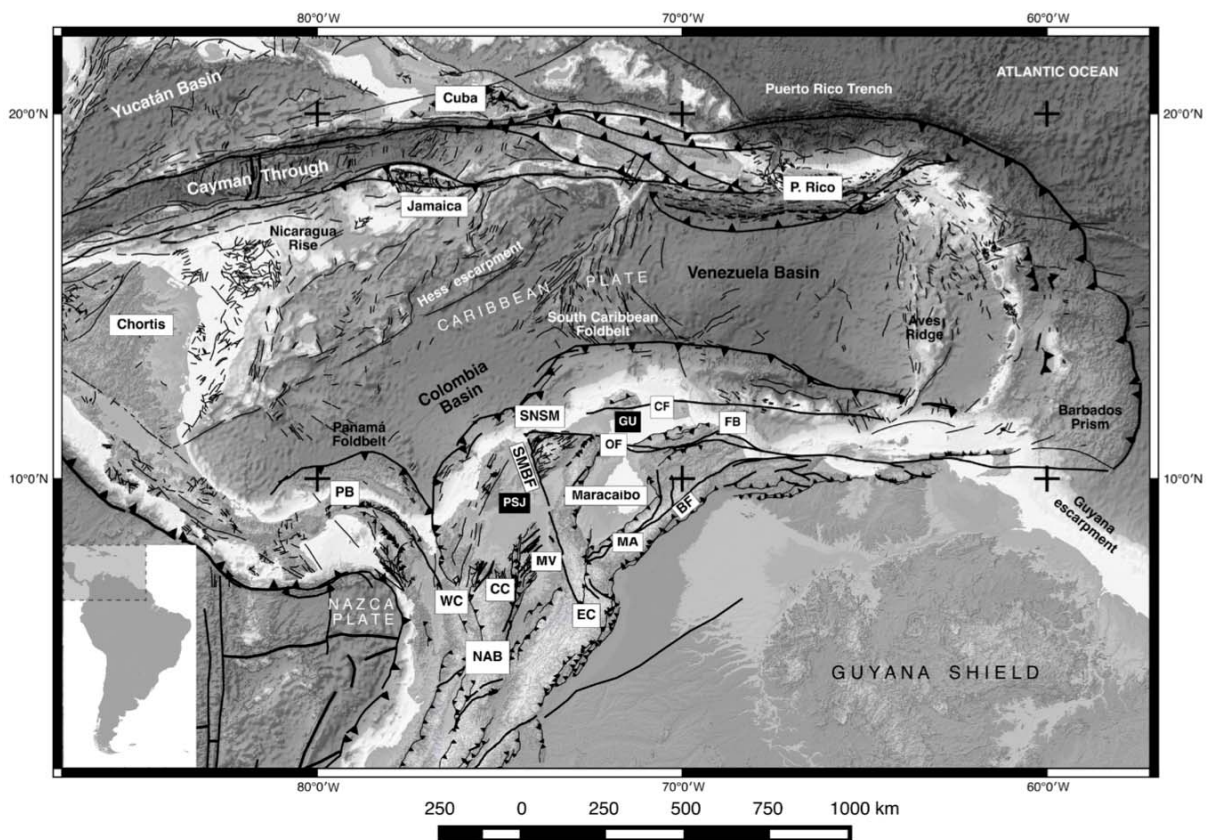 80°0'W
70°0'W
60°0'W
ATLANTIC OCEAN
Yucatán Basin
Puerto Rico Trench
Cuba
20°0'N
20°0'N
Cayman Through
P. Rico
Jamaica
Nicaragua
Rise
Hess escarpment
Venezuela Basin
CARIBBEAN PLATE
Chortis
South Caribbean
Foldbelt
Aves
Ridge
Colombia
Basin
SNSM
CF
GU
FB
Barbados
Prism
Panamá
Foldbelt
OF
SMBF
10°0'N
10°0'N
PB
PSJ
Maracaibo
BF
Guyana
escarpment
MA
MV
CC
WC
NAZCA
PLATE
EC
NAB
GUYANA SHIELD
80°0'W
70°0'W
60°0'W
250 0 250 500 750 1000 km